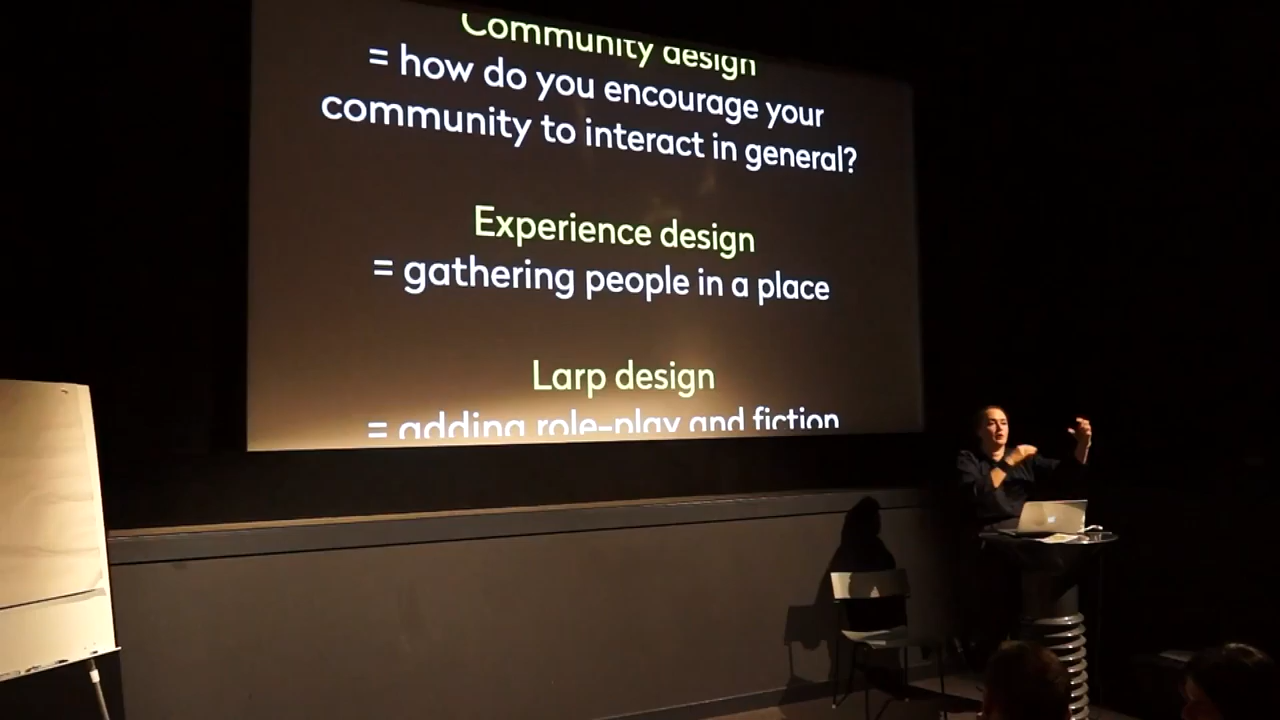 Community design
= how do you encourage your
community to interact in general?
Experience design
= gathering people in a place
Larp design
= adding role-play and fiction